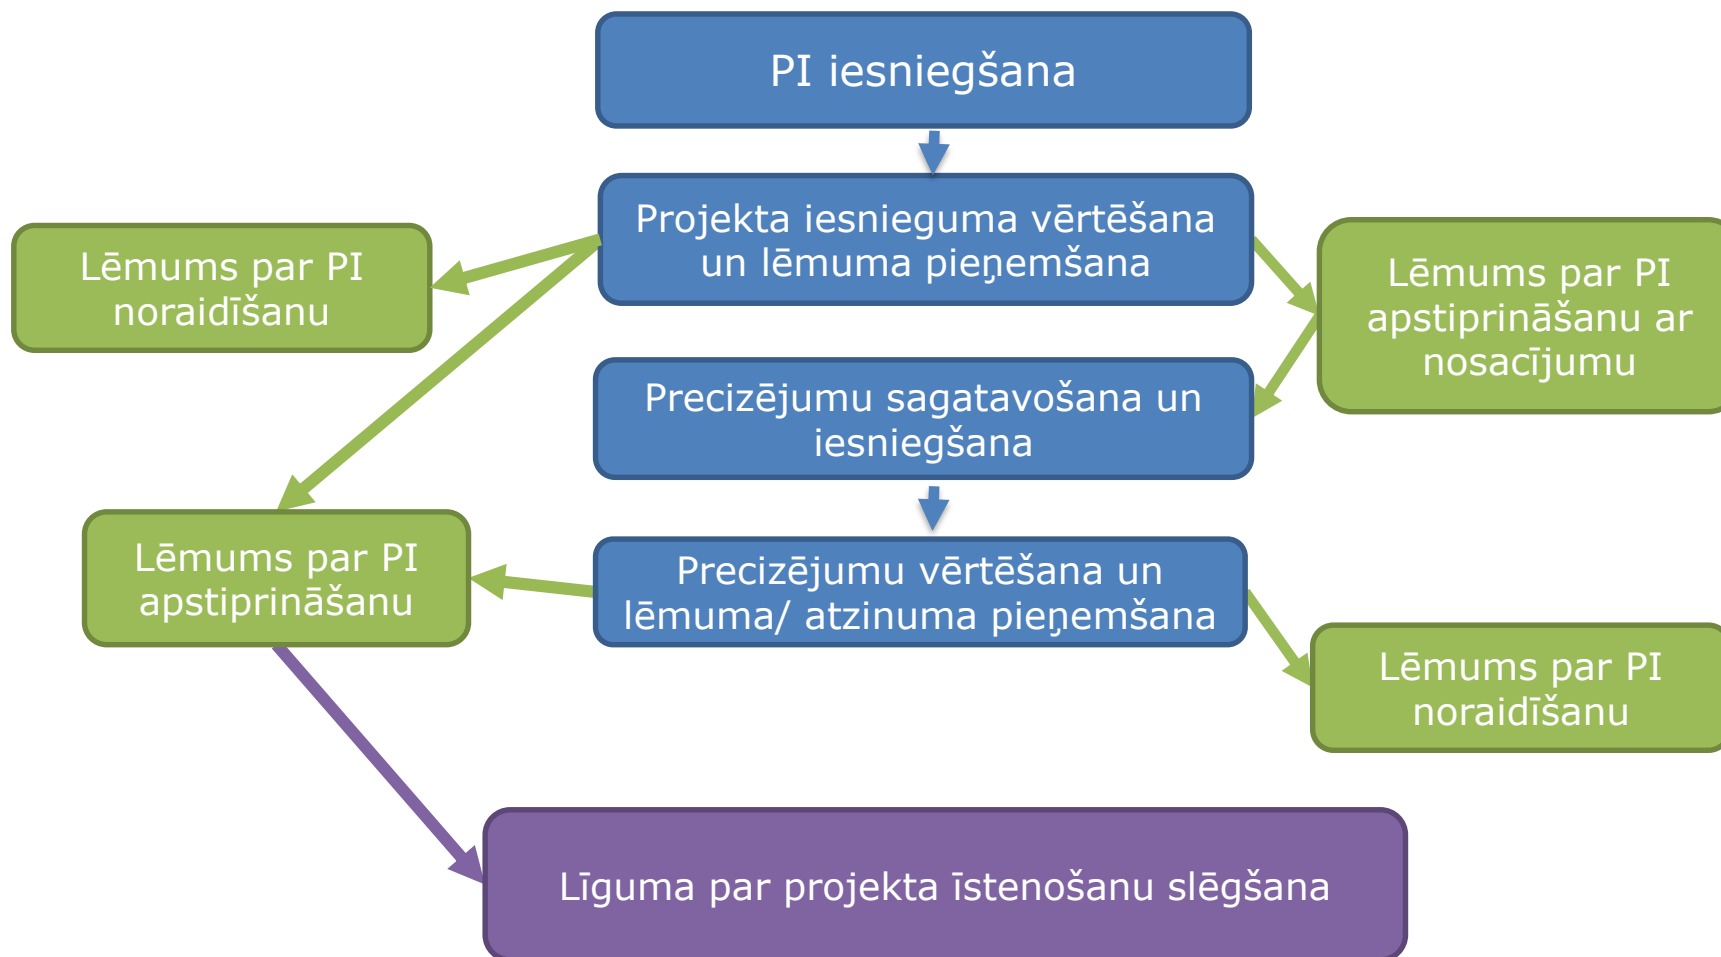 PI iesniegšana
Projekta iesnieguma vērtēšana
un lēmuma pieņemšana
Lēmums par PI
noraidīšanu
Lēmums par PI
apstiprināšanu ar
nosacījumu
Precizējumu sagatavošana un
iesniegšana
Lēmums par PI
apstiprināšanu
Precizējumu vērtēšana un
lēmuma/ atzinuma pieņemšana
Lēmums par PI
noraidīšanu
Līguma par projekta īstenošanu slēgšana